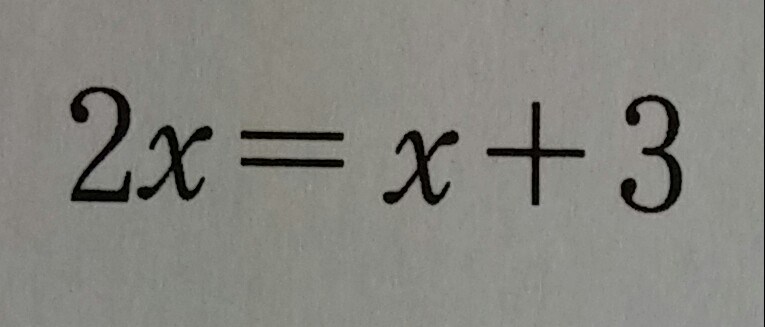 2x = x + 3